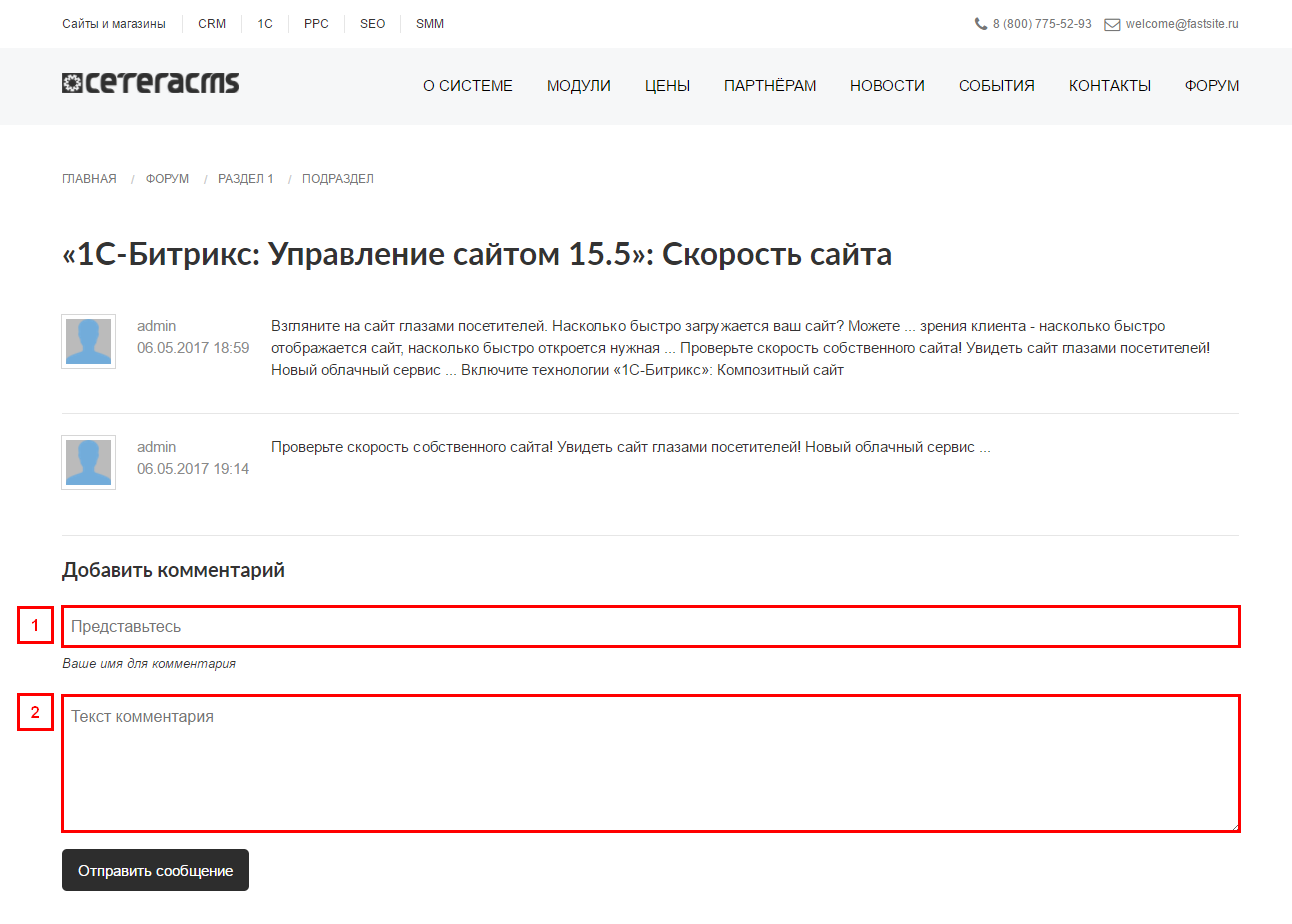 Сайты и магазины CRM 1C PPC SEO SMM 8 (800) 775-52-93 welcome@fastsite.ru
ceteracms О СИСТЕМЕ МОДУЛИ ЦЕНЫ ПАРТНЁРАМ НОВОСТИ СОБЫТИЯ КОНТАКТЫ ФОРУМ
ГЛАВНАЯ / ФОРУМ / РАЗДЕЛ 1 / ПОДРАЗДЕЛ
«1С-Битрикс: Управление сайтом 15.5»: Скорость сайта
admin
06.05.2017 18:59
Взгляните на сайт глазами посетителей. Насколько быстро загружается ваш сайт? Можете ... зрения клиента - насколько быстро
отображается сайт, насколько быстро откроется нужная ... Проверьте скорость собственного сайта! Увидеть сайт глазами посетителей!
Новый облачный сервис ... Включите технологии «1С-Битрикс»: Композитный сайт
admin
06.05.2017 19:14
Проверьте скорость собственного сайта! Увидеть сайт глазами посетителей! Новый облачный сервис ...
Добавить комментарий
1 Представьтесь
Ваше имя для комментария
2 Текст комментария
Отправить сообщение